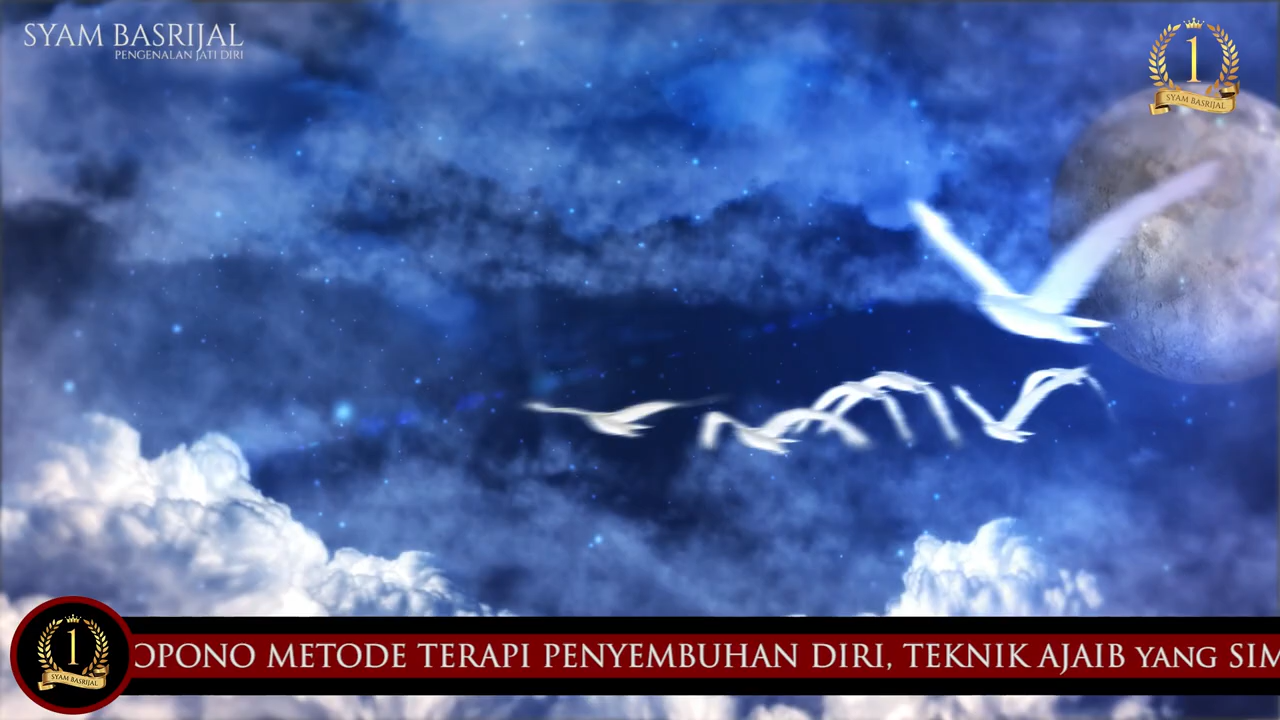 SYAM BASRIJAL
PENGENALAN JATI DIRI
1
SYAM BASRIJAL
1
SYAM BASRIJAL
OPONO METODE TERAPI PENYEMBUHAN DIRI, TEKNIK AJAIB YANG SIM